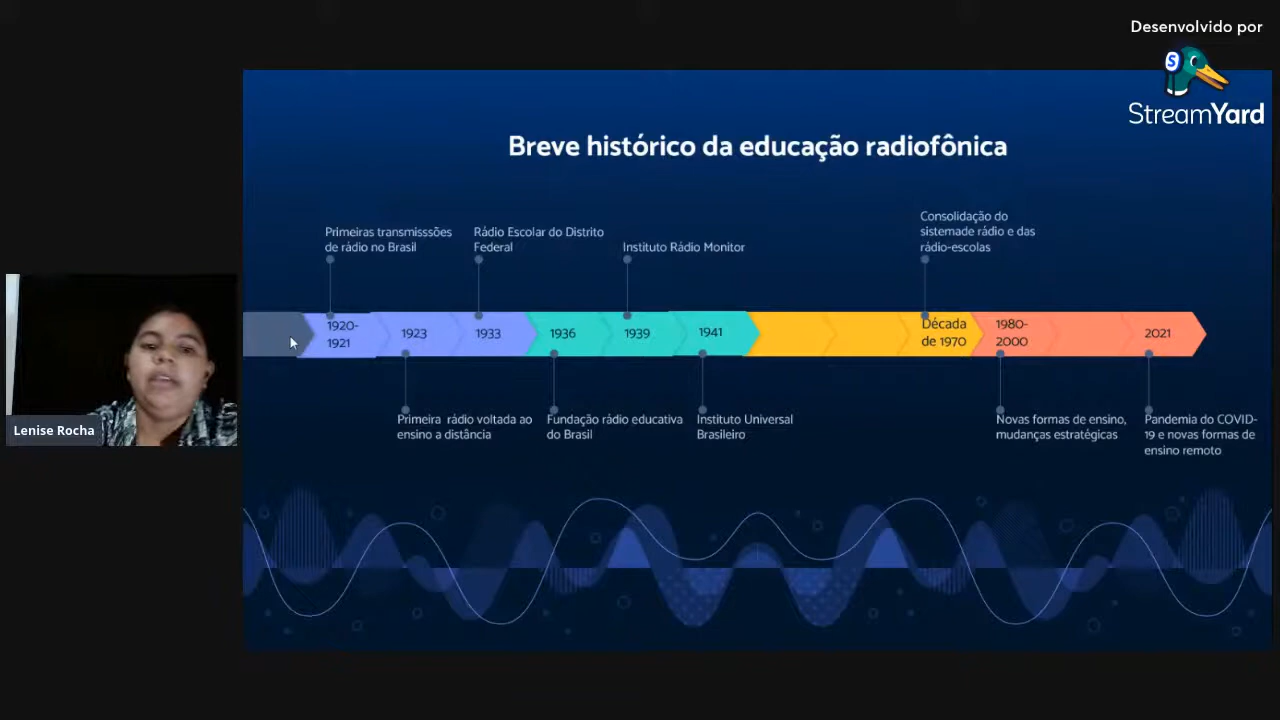 Desenvolvido por
S
StreamYard
Breve histórico da educação radiofônica
Primeiras transmisssões
de rádio no Brasil
Rádio Escolar do Distrito
Federal
Instituto Rádio Monitor
Consolidação do
sistemade rádio e das
rádio-escolas
1920-
1921
1923
1933
1936
1939
1941
Década
de 1970
1980-
2000
2021
Primeira rádio voltada ao
ensino a distância
Fundação rádio educativa
do Brasil
Instituto Universal
Brasileiro
Novas formas de ensino,
mudanças estratégicas
Pandemia do COVID-
19 e novas formas de
ensino remoto
Lenise Rocha